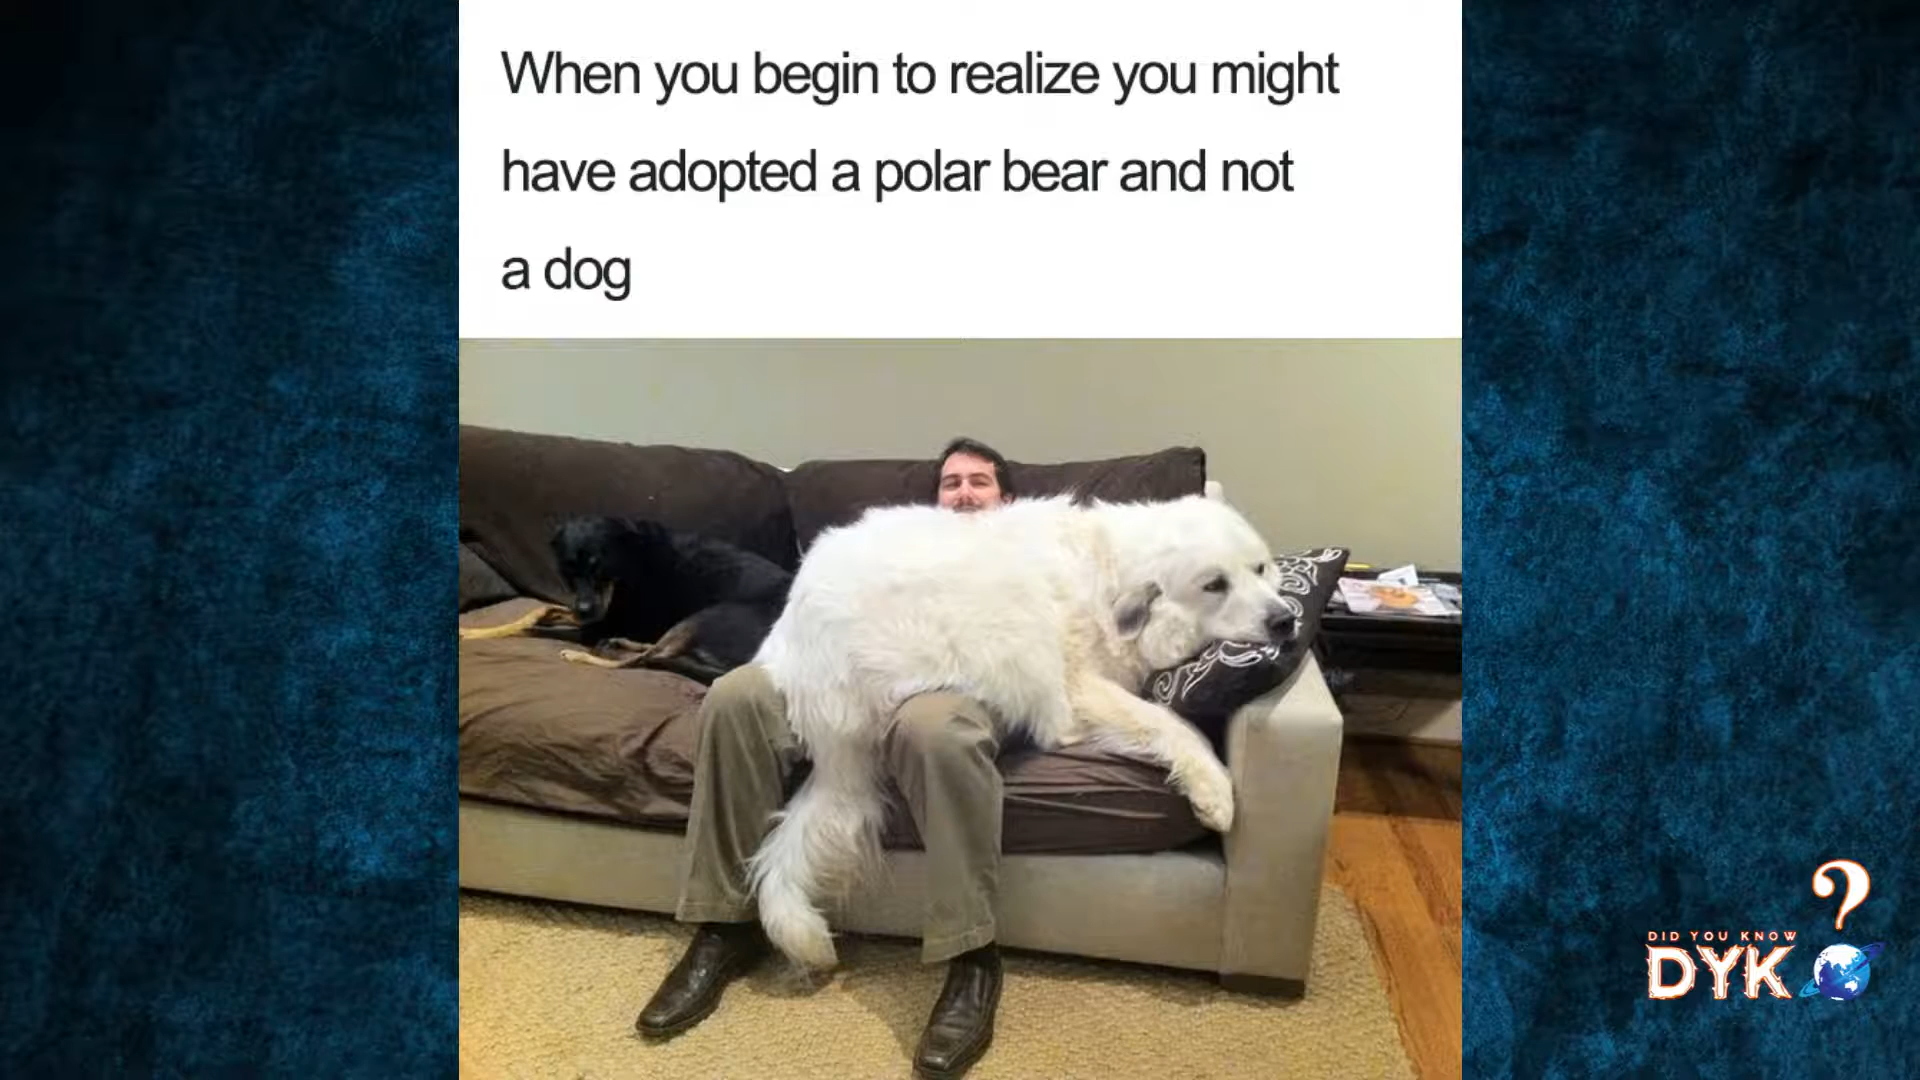 When you begin to realize you might
have adopted a polar bear and not
a dog
?
DID YOU KNOW
DYK